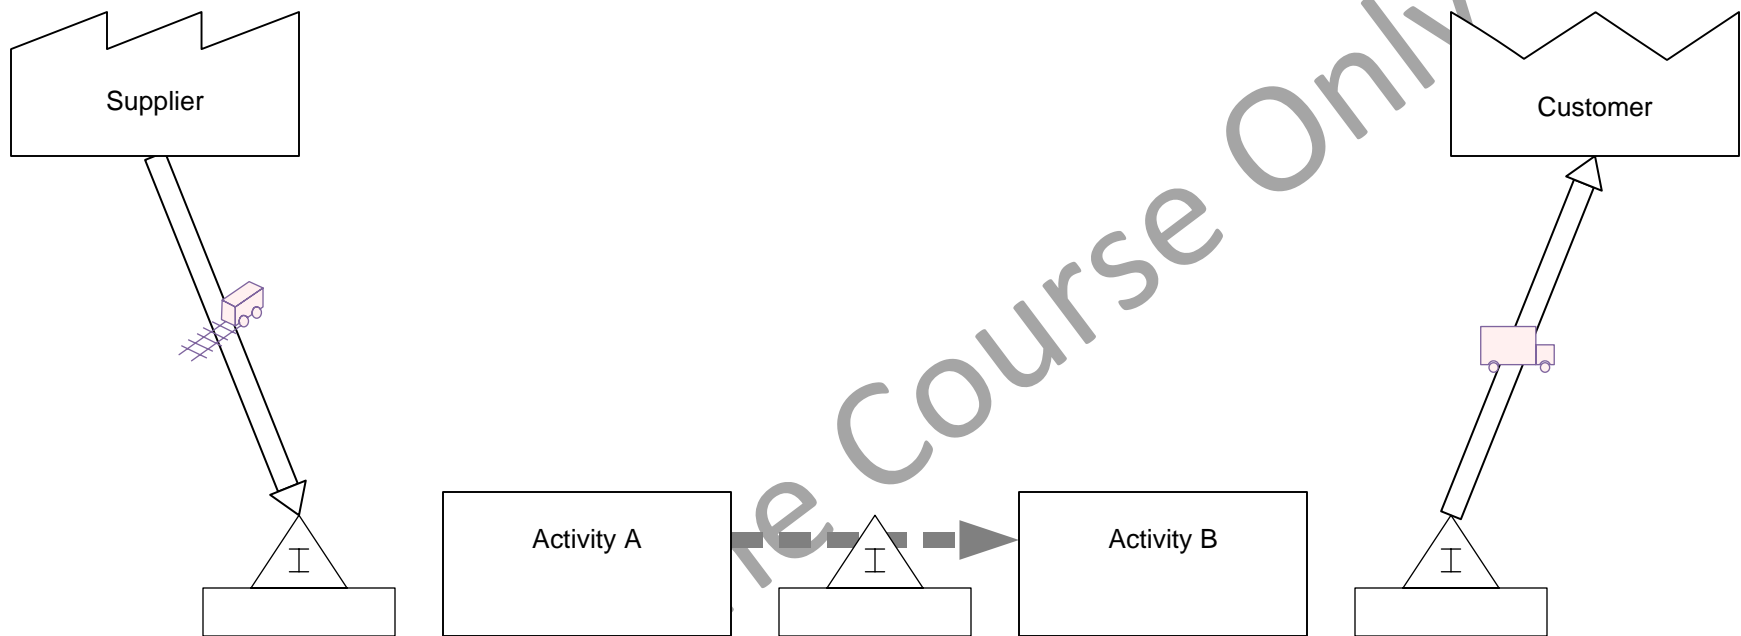 Supplier
Customer
Activity A
I
Activity B
I
I
Course Only